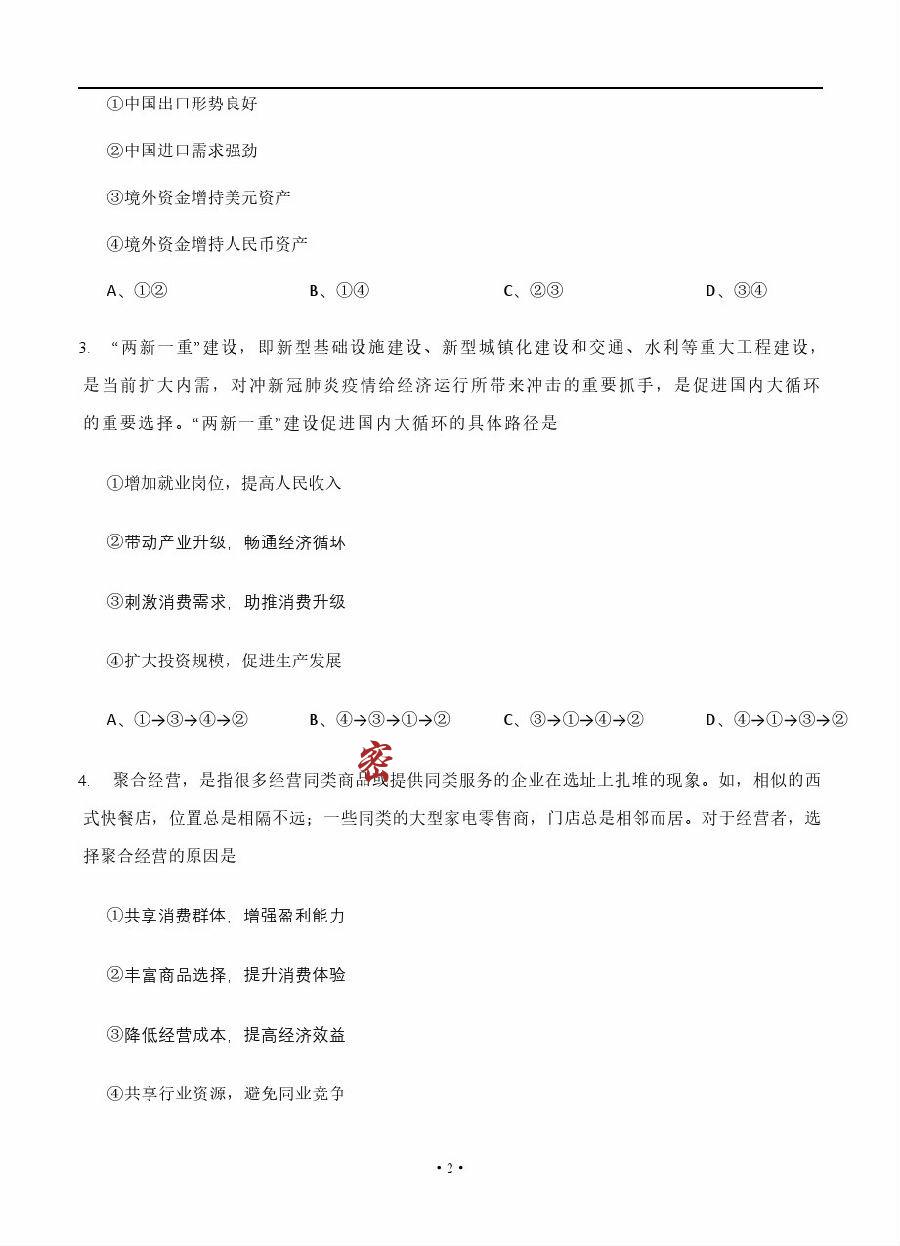 ①中国出口形势良好
②中国进口需求强劲
③境外资金增持美元资产
④境外资金增持人民币资产
A、①② B、①④ C、②③ D、③④
3. “两新一重”建设，即新型基础设施建设、新型城镇化建设和交通、水利等重大工程建设，
是当前扩大内需，对冲新冠肺炎疫情给经济运行所带来冲击的重要抓手，是促进国内大循环
的重要选择。“两新一重”建设促进国内大循环的具体路径是
①增加就业岗位，提高人民收入
②带动产业升级，畅通经济循环
③刺激消费需求，助推消费升级
④扩大投资规模，促进生产发展
A、①→③→④→② B、④→③→①→② C、③→①→④→② D、④→①→③→②
密
4. 聚合经营，是指很多经营同类商品或提供同类服务的企业在选址上扎堆的现象。如，相似的西
式快餐店，位置总是相隔不远；一些同类的大型家电零售商，门店总是相邻而居。对于经营者，选
择聚合经营的原因是
①共享消费群体，增强盈利能力
②丰富商品选择，提升消费体验
③降低经营成本，提高经济效益
④共享行业资源，避免同业竞争
·2·